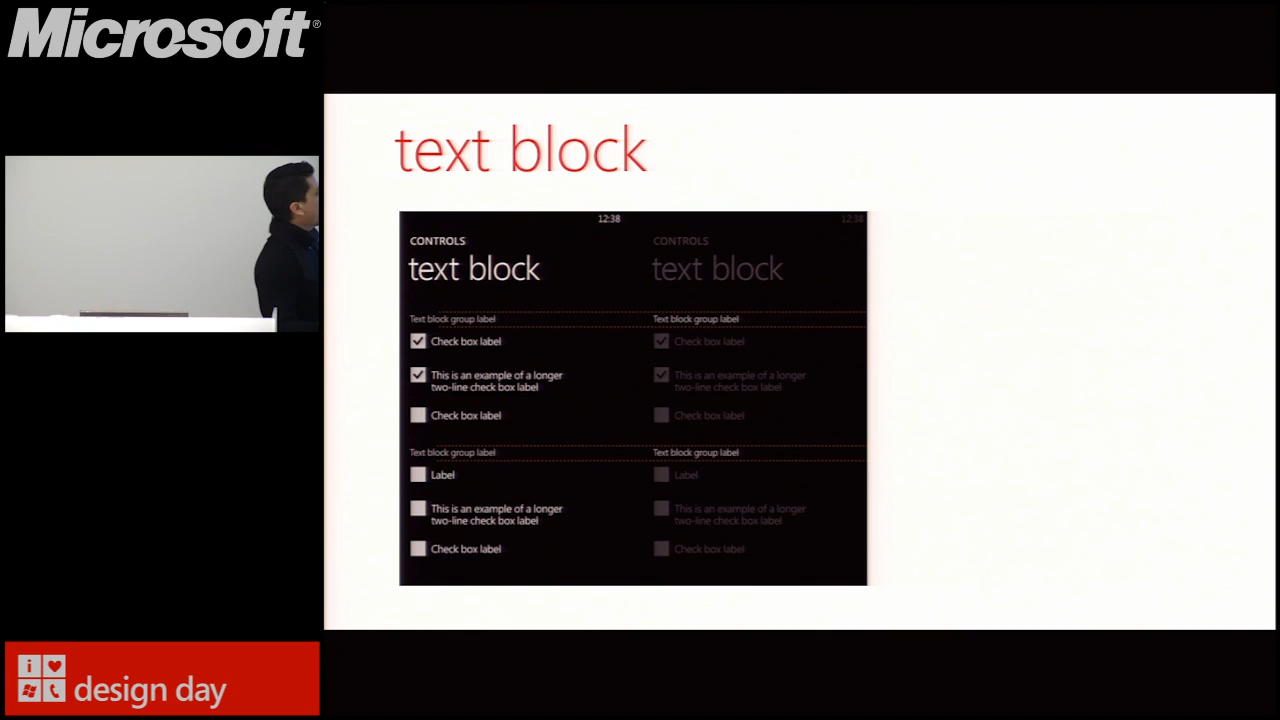 Microsoft®
text block
12:38
12:38
CONTROLS
text block
CONTROLS
text block
Text block group label
Text block group label
Check box label
Check box label
This is an example of a longer
two-line check box label
This is an example of a longer
two-line check box label
Check box label
Check box label
Text block group label
Text block group label
Label
Label
This is an example of a longer
two-line check box label
This is an example of a longer
two-line check box label
Check box label
Check box label
i
design day